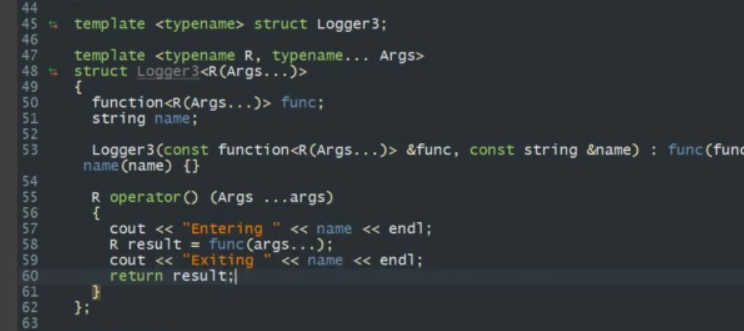 44
45 template <typename> struct Logger3;
46
47 template <typename R, typename... Args>
48 struct Logger3<R(Args...)>
49 {
50 function<R(Args...)> func;
51 string name;
52
53 Logger3(const function<R(Args...)> &func, const string &name) : func(func
name(name) {}
54
55 R operator() (Args ...args)
56 {
57 cout << "Entering " << name << endl;
58 R result = func(args...);
59 cout << "Exiting " << name << endl;
60 return result;
61 }
62 };
63